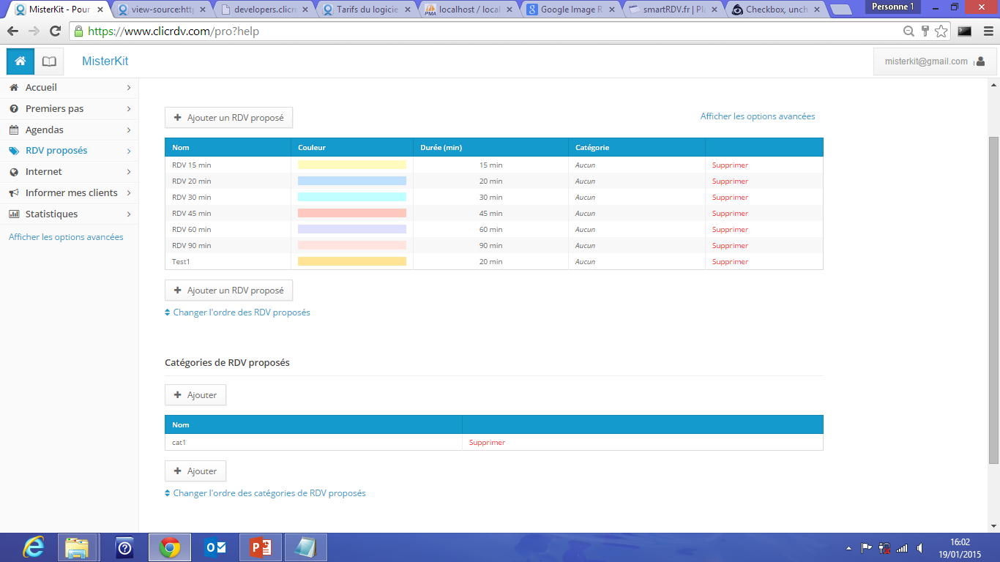 MisterKit - Pour
view-source:http
developers.clicr
Tarifs du logicie
localhost / local
Google Image R
smartRDV.fr | Pla
Checkbox, unch
Personne 1
https://www.clicrdv.com/pro?help
MisterKit
misterkit@gmail.com
Accueil
Premiers pas
Agendas
RDV proposés
Internet
Informer mes clients
Statistiques
Afficher les options avancées
Ajouter un RDV proposé
Afficher les options avancées
Nom Couleur Durée (min) Catégorie
RDV 15 min 15 min Aucun Supprimer
RDV 20 min 20 min Aucun Supprimer
RDV 30 min 30 min Aucun Supprimer
RDV 45 min 45 min Aucun Supprimer
RDV 60 min 60 min Aucun Supprimer
RDV 90 min 90 min Aucun Supprimer
Test1 20 min Aucun Supprimer
Ajouter un RDV proposé
Changer l'ordre des RDV proposés
Catégories de RDV proposés
Ajouter
Nom
cat1 Supprimer
Ajouter
Changer l'ordre des catégories de RDV proposés
16:02
19/01/2015